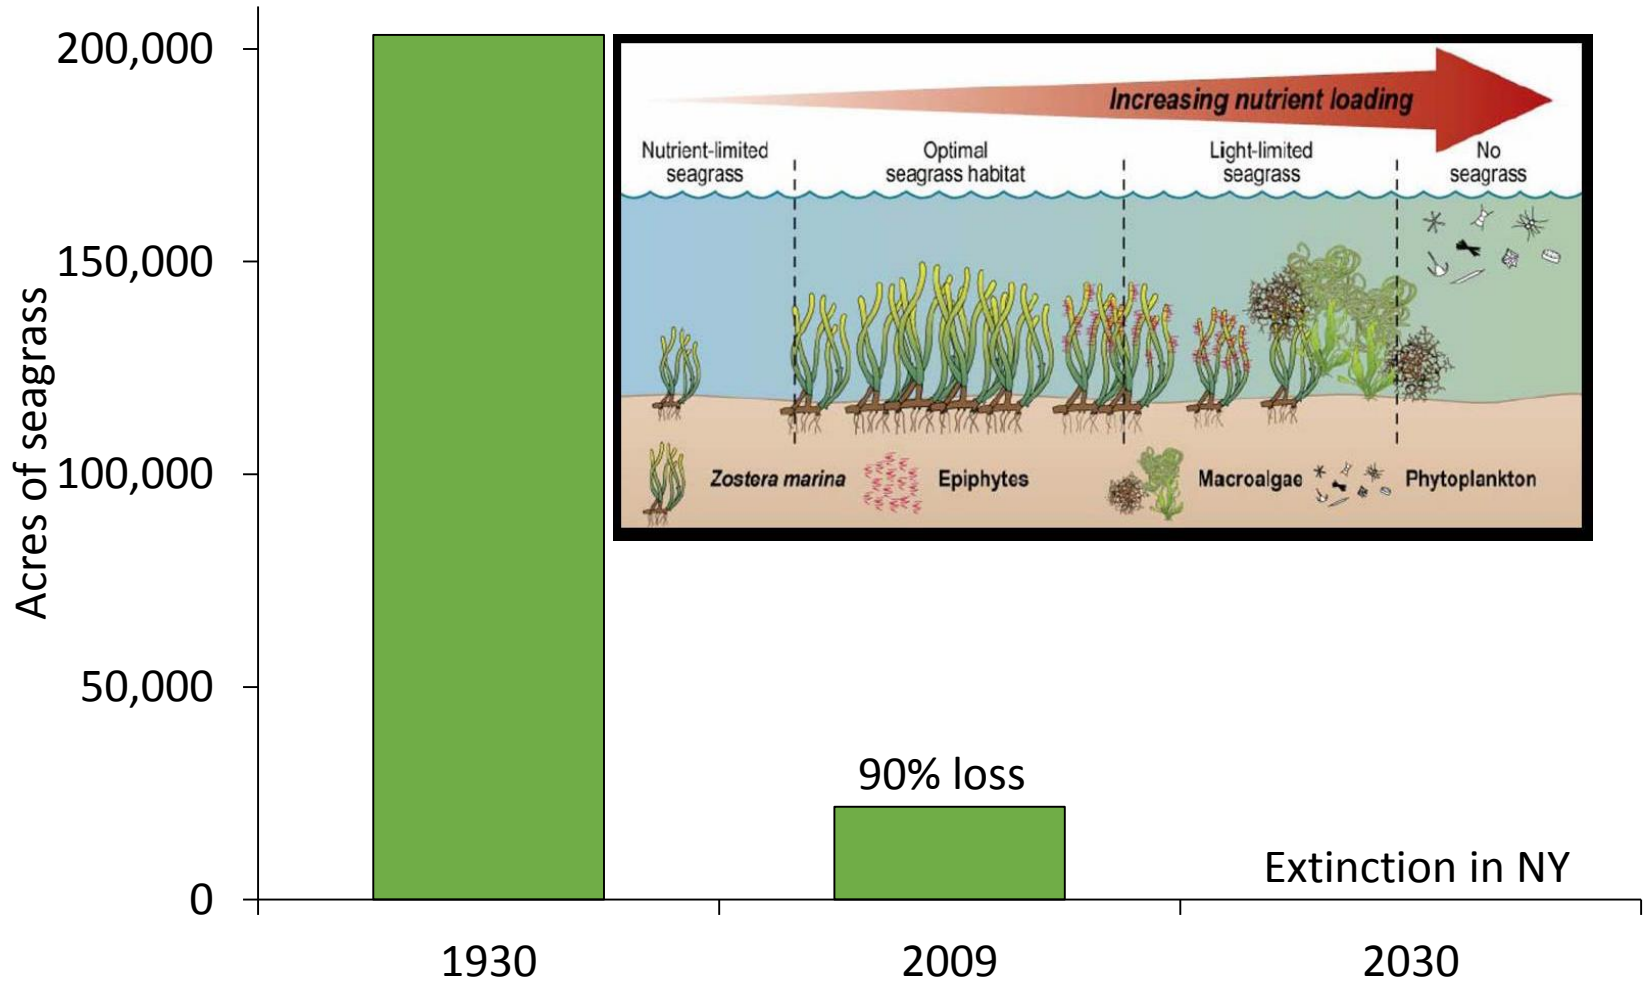 Acres of seagrass
200,000
150,000
100,000
50,000
0
Increasing nutrient loading
Nutrient-limited
seagrass
Optimal
seagrass habitat
Light-limited
seagrass
No
seagrass
Zostera marina
Epiphytes
Macroalgae
Phytoplankton
90% loss
Extinction in NY
1930
2009
2030